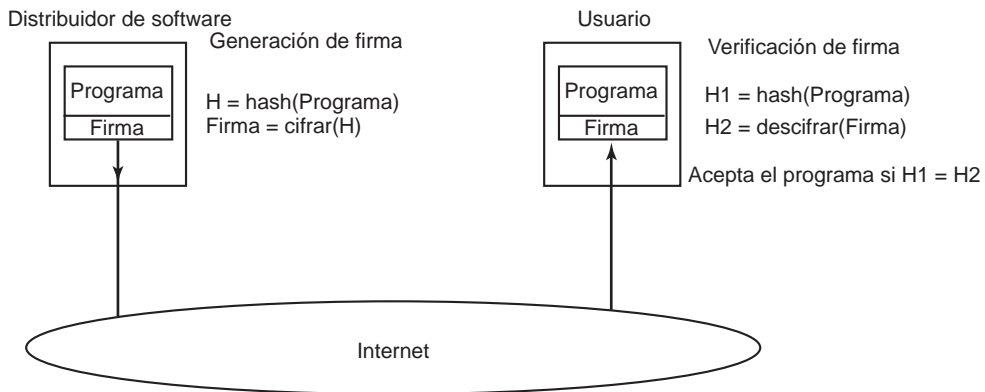 Distribuidor de software
Generación de firma
Programa
Firma
H = hash(Programa)
Firma = cifrar(H)
Usuario
Verificación de firma
Programa
Firma
H1 = hash(Programa)
H2 = descifrar(Firma)
Acepta el programa si H1 = H2
Internet